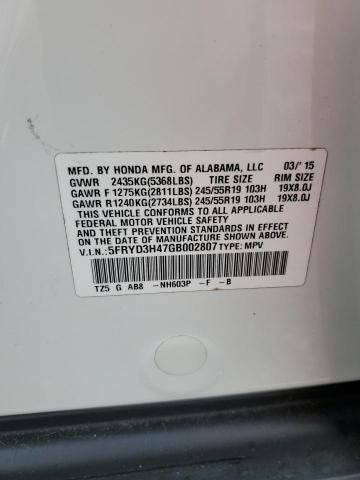 MFD. BY HONDA MFG. OF ALABAMA, LLC 03/'15
GVWR 2435KG(5368LBS) TIRE SIZE RIM SIZE
GAWR F 1275KG(2811LBS) 245/55R19 103H 19X8.0J
GAWR R1240KG(2734LBS) 245/55R19 103H 19X8.0J
THIS VEHICLE CONFORMS TO ALL APPLICABLE
FEDERAL MOTOR VEHICLE SAFETY AND
THEFT PREVENTION STANDARDS IN EFFECT
ON THE DATE OF MANUFACTURE SHOWN ABOVE.
V.I.N.: 5FRYD3H47GB002807 TYPE: MPV
TZ5 G AB8 -NH603P -F -B